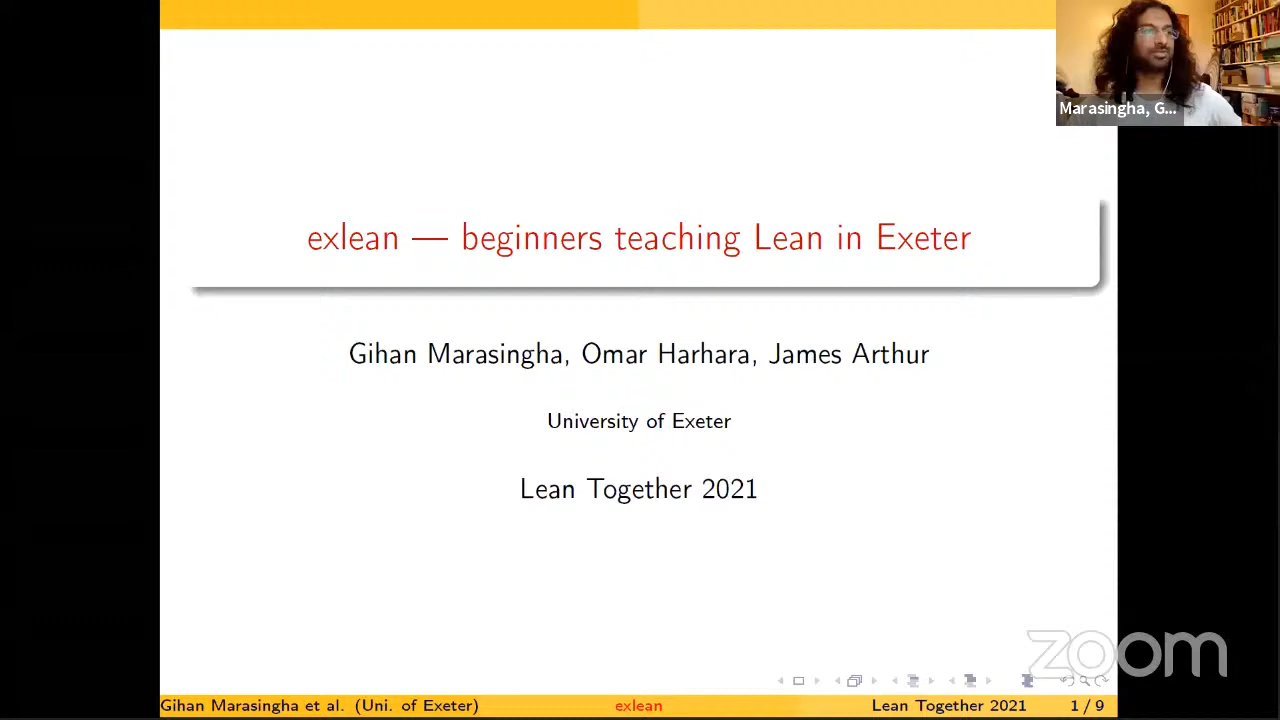 Marasingha, G...
exlean — beginners teaching Lean in Exeter
Gihan Marasingha, Omar Harhara, James Arthur
University of Exeter
Lean Together 2021
zoom
Gihan Marasingha et al. (Uni. of Exeter) exlean Lean Together 2021 1 / 9